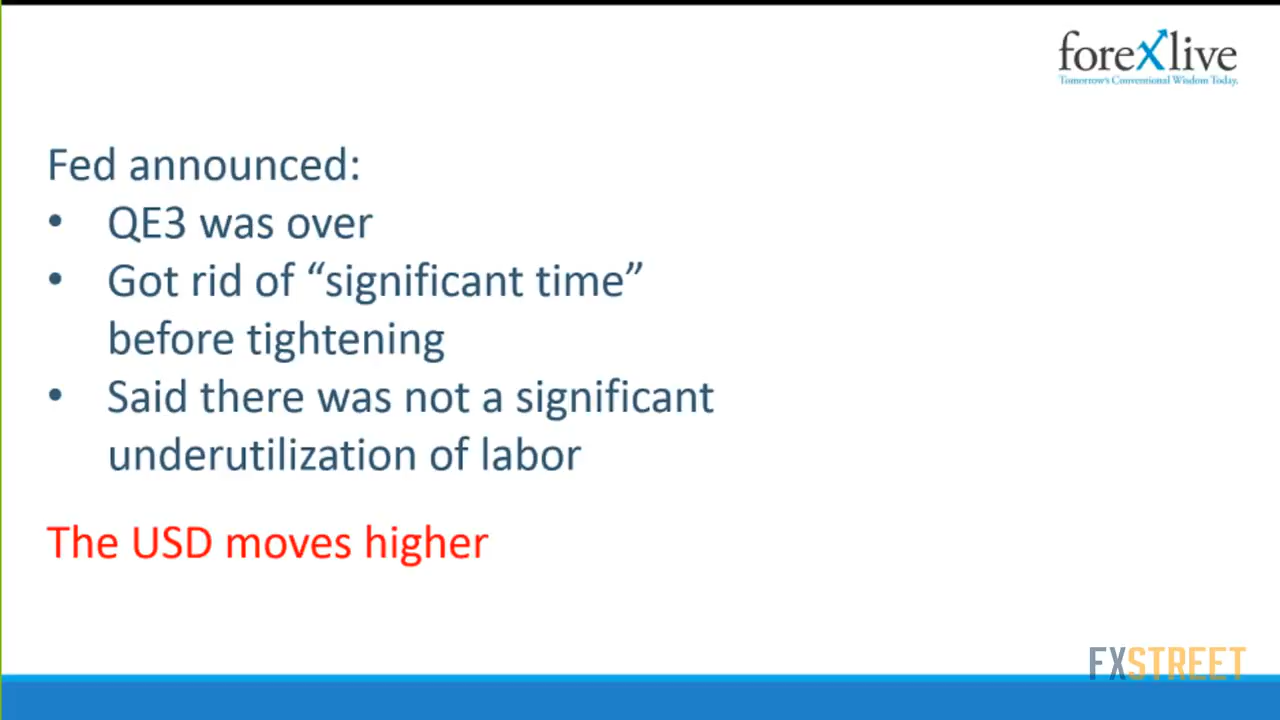 forexlive
Tomorrow's Conventional Wisdom Today.
Fed announced:
• QE3 was over
• Got rid of “significant time”
before tightening
• Said there was not a significant
underutilization of labor
The USD moves higher
FXSTREET